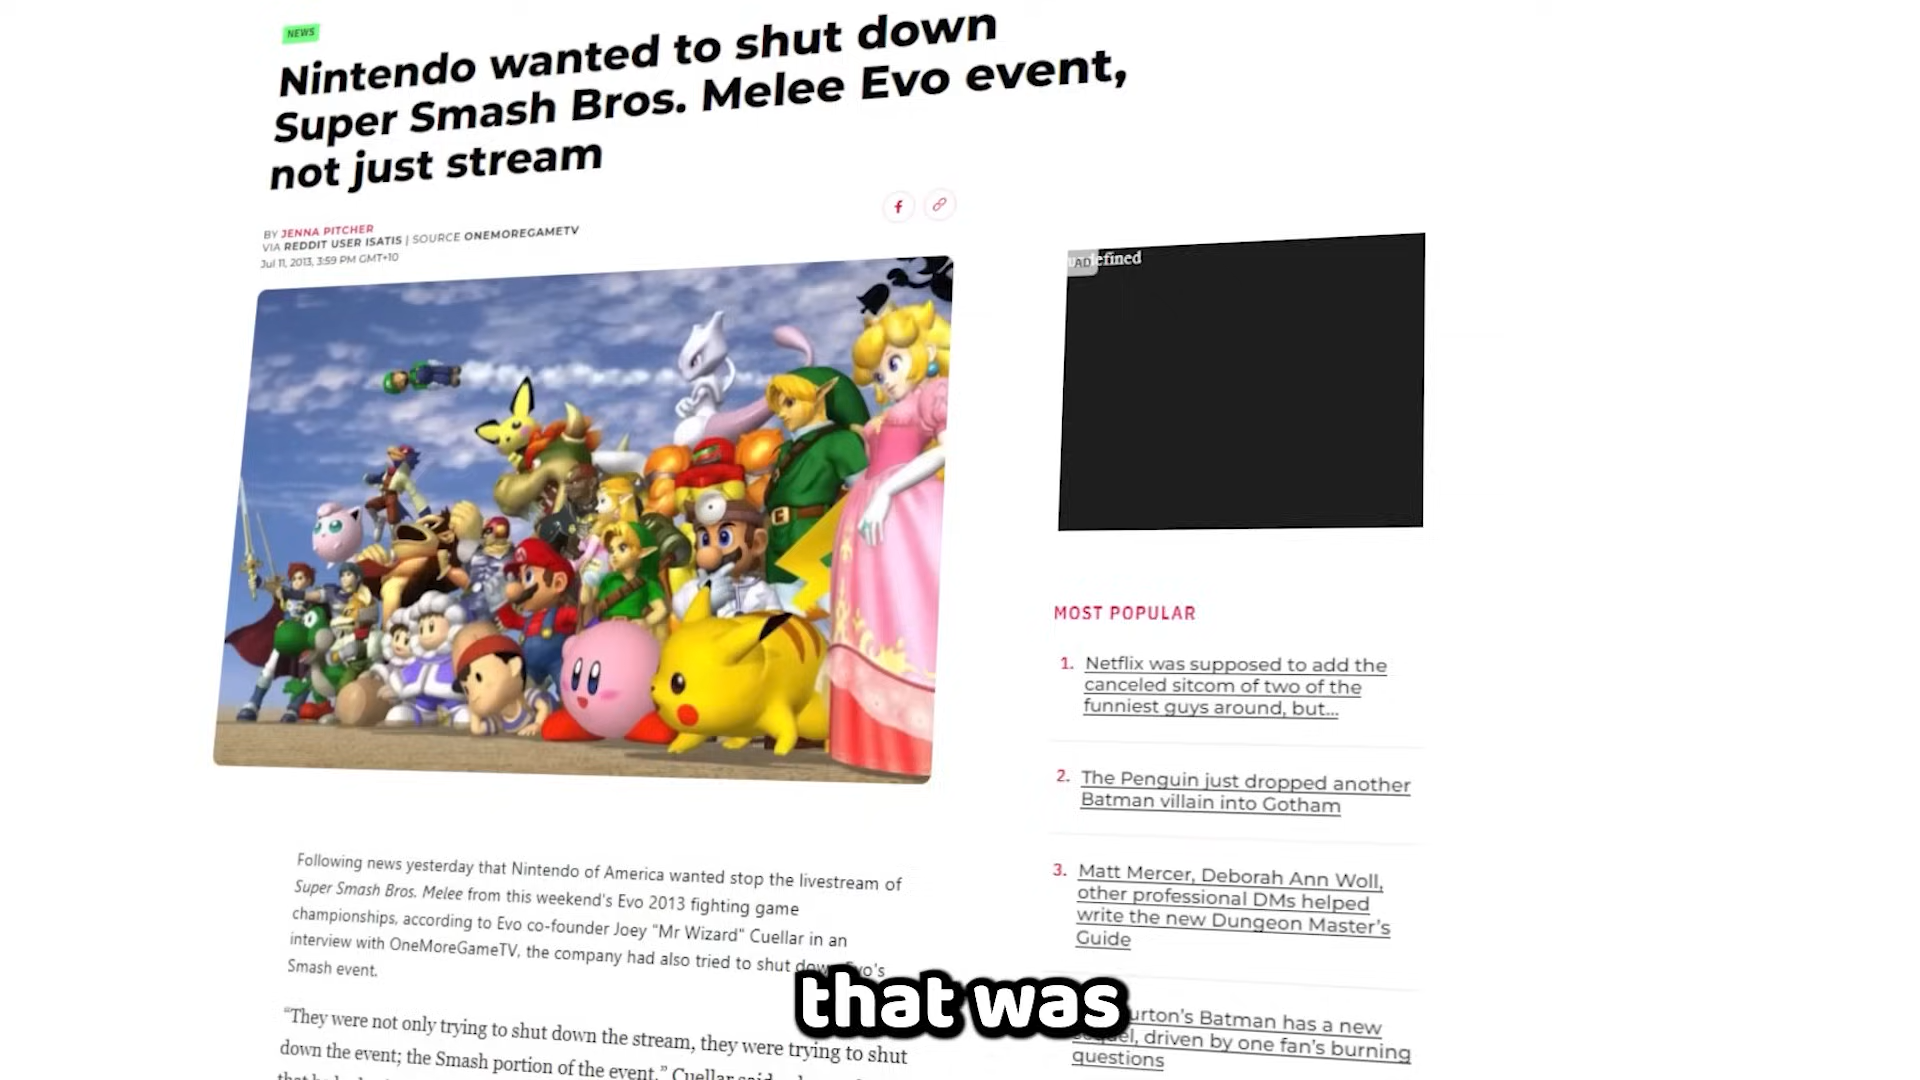 NEWS
Nintendo wanted to shut down
Super Smash Bros. Melee Evo event,
not just stream
BY JENNA PITCHER
VIA REDDIT USER ISATIS | SOURCE ONEMOREGAMETV
Jul 11, 2013, 3:59 PM GMT+10
AD
Following news yesterday that Nintendo of America wanted stop the livestream of
Super Smash Bros. Melee from this weekend's Evo 2013 fighting game
championships, according to Evo co-founder Joey "Mr Wizard" Cuellar in an
interview with OneMoreGameTV, the company had also tried to shut down Evo's
Smash event.
“They were not only trying to shut down the stream, they were trying to shut
down the event; the Smash portion of the event,” Cuellar
MOST POPULAR
1. Netflix was supposed to add the
canceled sitcom of two of the
funniest guys around, but...
2. The Penguin just dropped another
Batman villain into Gotham
3. Matt Mercer, Deborah Ann Woll,
other professional DMs helped
write the new Dungeon Master’s
Guide
Batman has a new
driven by one fan’s burning
questions
that was